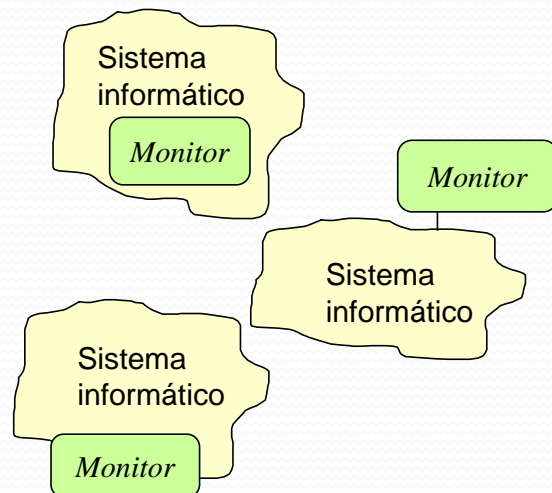 Sistema
informático
Monitor
Monitor
Sistema
informático
Sistema
informático
Monitor